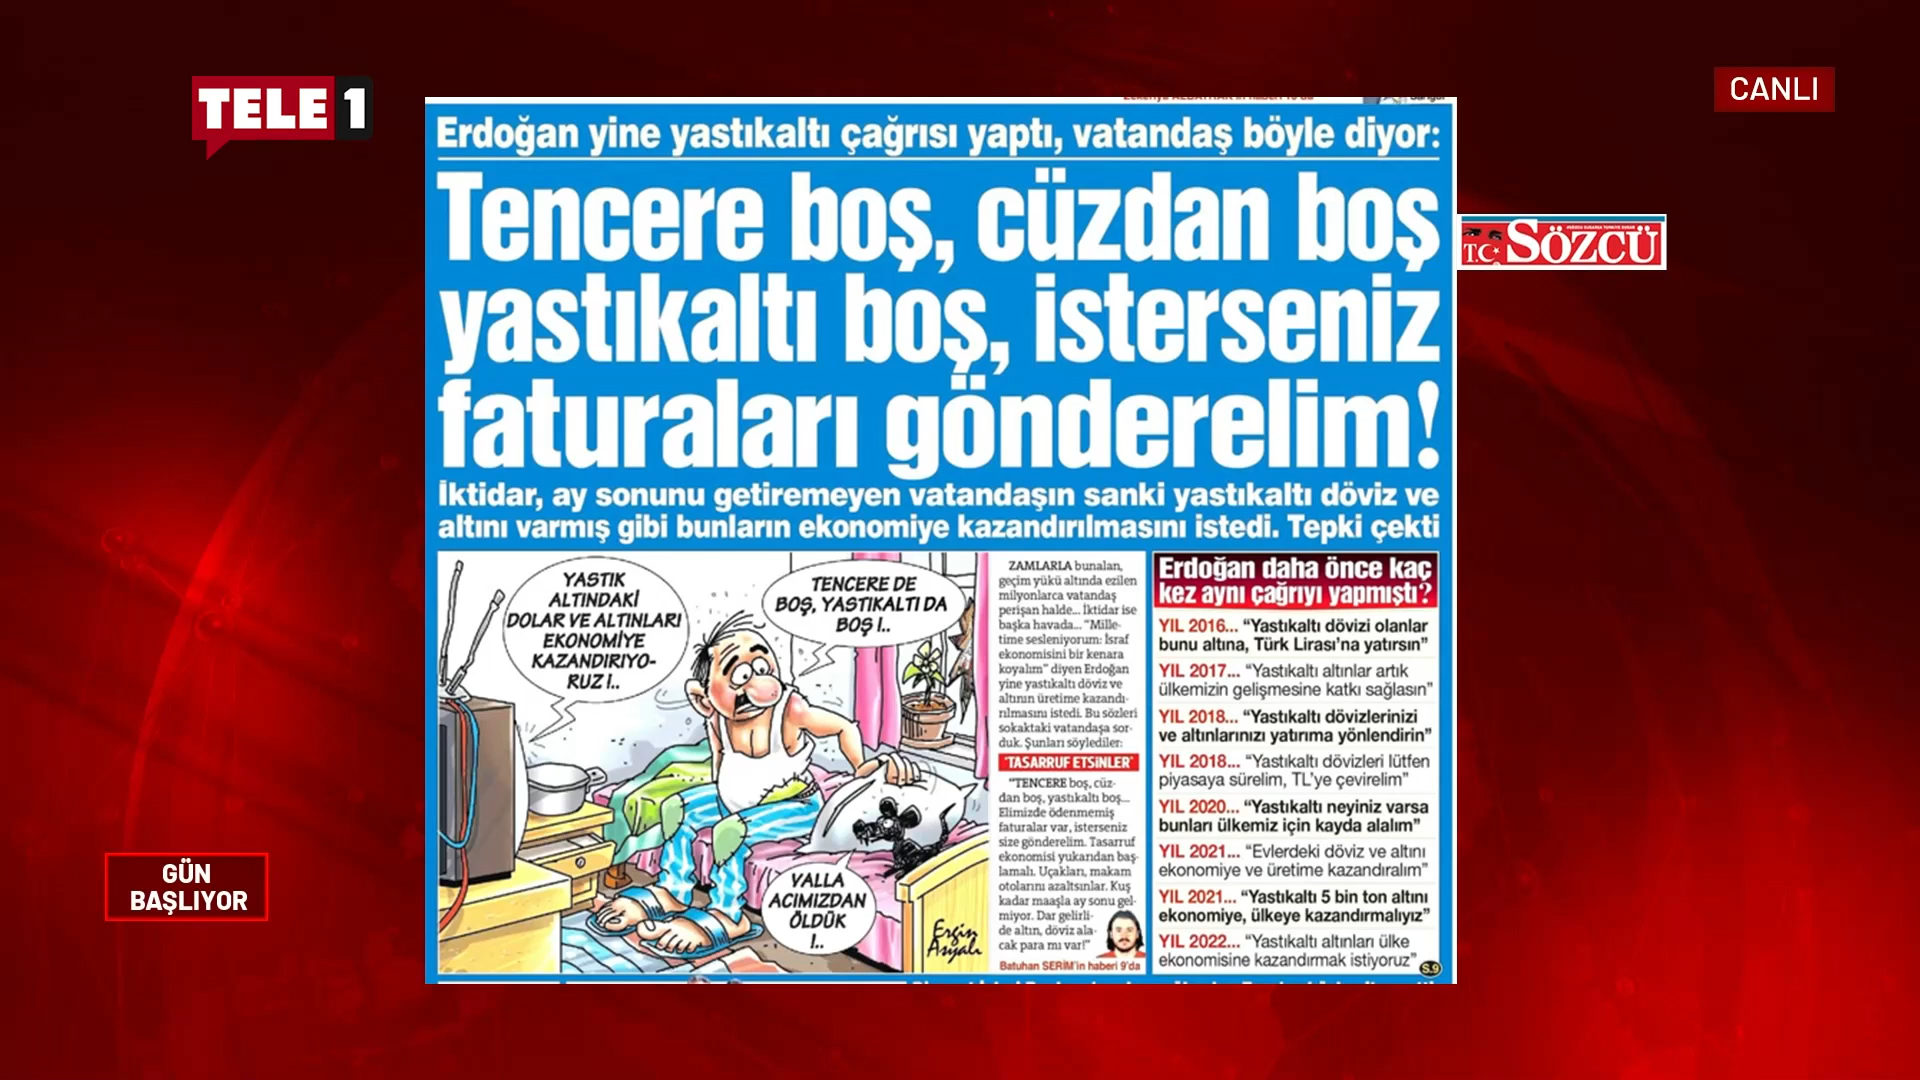 TELE 1
CANLI
Erdoğan yine yastıkaltı çağrısı yaptı, vatandaş böyle diyor:
Tencere boş, cüzdan boş
yastıkaltı boş, isterseniz
faturaları gönderelim!
T.C. SÖZCÜ
İktidar, ay sonunu getiremeyen vatandaşın sanki yastıkaltı döviz ve
altını varmış gibi bunların ekonomiye kazandırılmasını istedi. Tepki çekti
YASTIK
ALTINDAKİ
DOLAR VE ALTINLARI
EKONOMİYE
KAZANDIRIYO-
RUZ !..
TENCERE DE
BOŞ, YASTIKALTI DA
BOŞ !..
VALLA
ACIMIZDAN
ÖLDÜK
!..
Ergin
Asyalı
ZAMLARLA bunalan,
geçim yükü altında ezilen
milyonlarca vatandaş
perişan halde... İktidar ise
başka havada... “Mille-
time sesleniyorum: İsraf
ekonomisini bir kenara
koyalım” diyen Erdoğan
yine yastıkaltı döviz ve
altının üretime kazandı-
rılmasını istedi. Bu sözleri
sokaktaki vatandaşa sor-
duk. Şunları söylediler:
‘TASARRUF ETSİNLER’
“TENCERE boş, cüz-
dan boş, yastıkaltı boş...
Elimizde ödenmemiş
faturalar var, isterseniz
size gönderelim. Tasarruf
ekonomisi yukarıdan baş-
lamalı. Uçakları, makam
otolarını azaltsınlar. Kuş
kadar maaşla ay sonu gel-
miyor. Dar gelirli-
de altın, döviz ala-
cak para mı var!”
Batuhan SERİM'in haberi 9'da
Erdoğan daha önce kaç
kez aynı çağrıyı yapmıştı?
YIL 2016... “Yastıkaltı dövizi olanlar
bunu altına, Türk Lirası’na yatırsın”
YIL 2017... “Yastıkaltı altınlar artık
ülkemizin gelişmesine katkı sağlasın”
YIL 2018... “Yastıkaltı dövizlerinizi
ve altınlarınızı yatırıma yönlendirin”
YIL 2018... “Yastıkaltı dövizleri lütfen
piyasaya sürelim, TL’ye çevirelim”
YIL 2020... “Yastıkaltı neyiniz varsa
bunları ülkemiz için kayda alalım”
YIL 2021... “Evlerdeki döviz ve altını
ekonomiye ve üretime kazandıralım”
YIL 2021... “Yastıkaltı 5 bin ton altını
ekonomiye, ülkeye kazandırmalıyız”
YIL 2022... “Yastıkaltı altınları ülke
ekonomisine kazandırmak istiyoruz”
S.9
GÜN
BAŞLIYOR